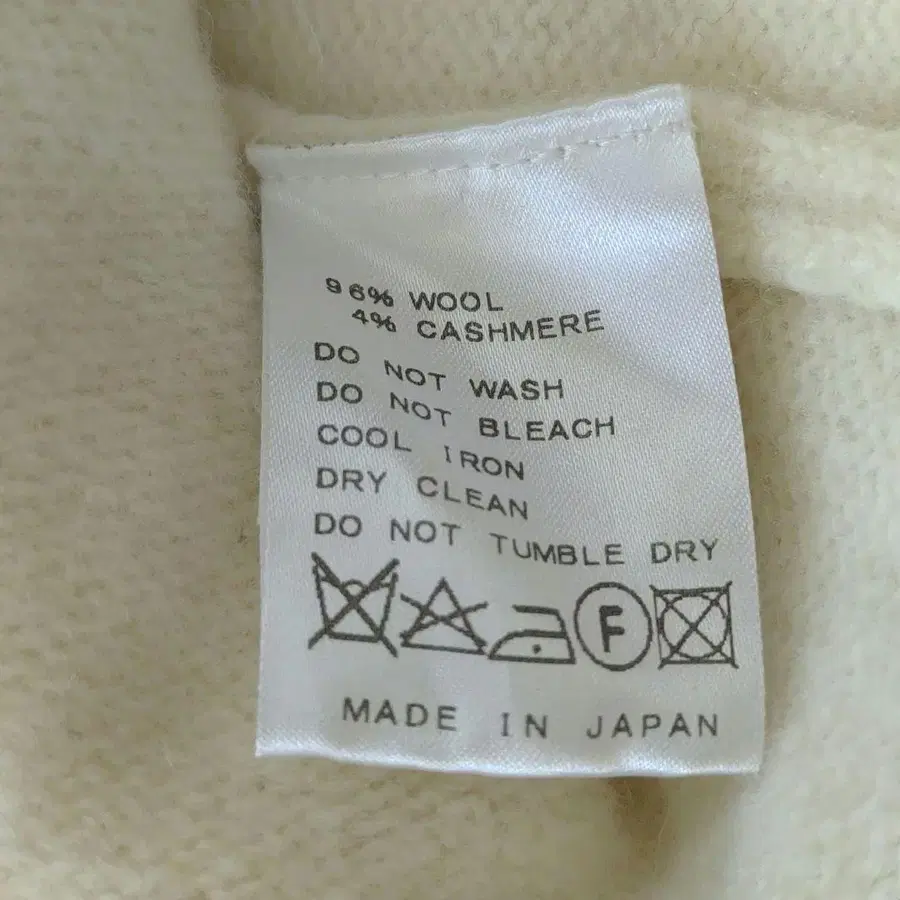 96% WOOL
4% CASHMERE
DO NOT WASH
DO NOT BLEACH
COOL IRON
DRY CLEAN
DO NOT TUMBLE DRY
F
MADE IN JAPAN